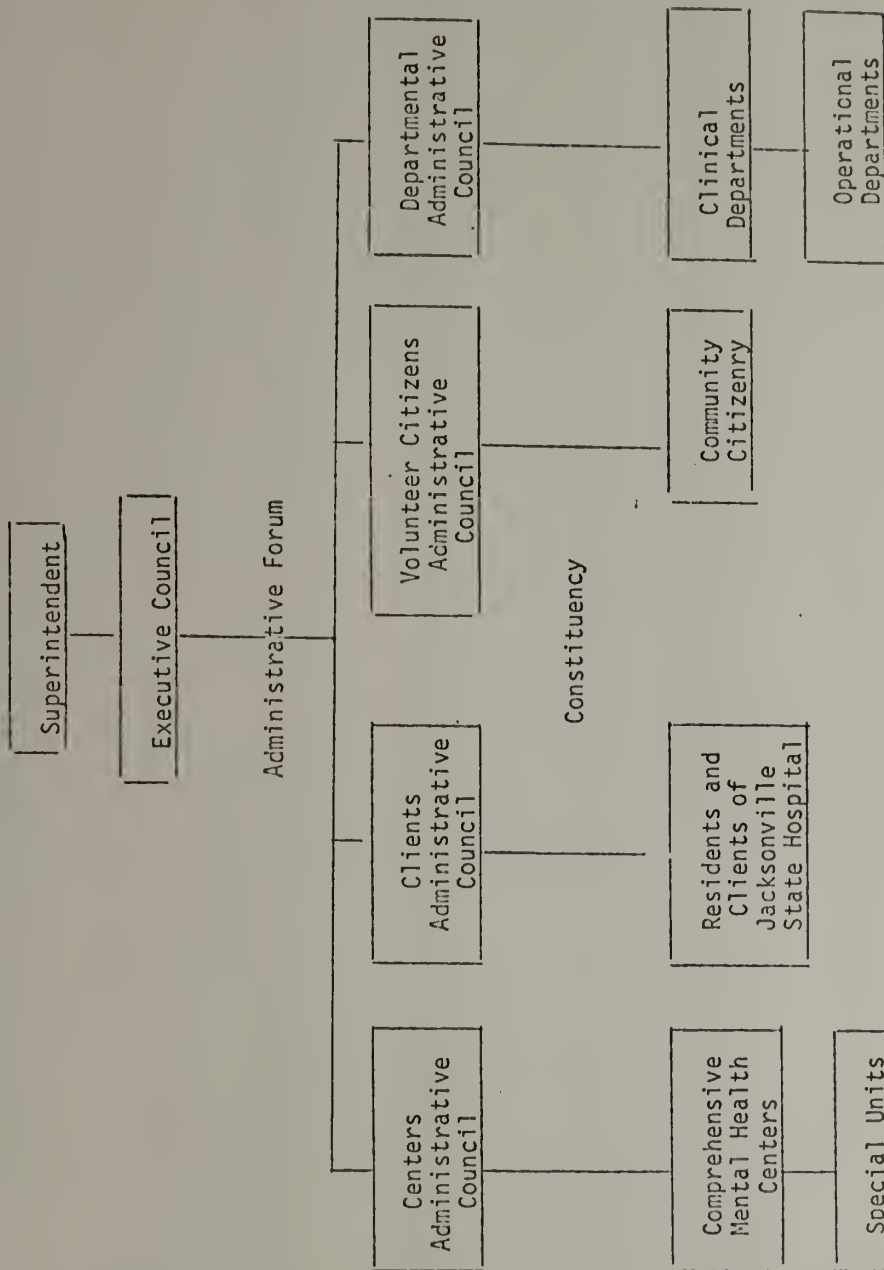 Superintendent
Executive Council
Administrative Forum
Centers
Administrative
Council
Clients
Administrative
Council
Volunteer Citizens
Administrative
Council
Departmental
Administrative
Council
Constituency
Comprehensive
Mental Health
Centers
Residents and
Clients of
Jacksonville
State Hospital
Community
Citizenry
Clinical
Departments
Special Units
Operational
Departments